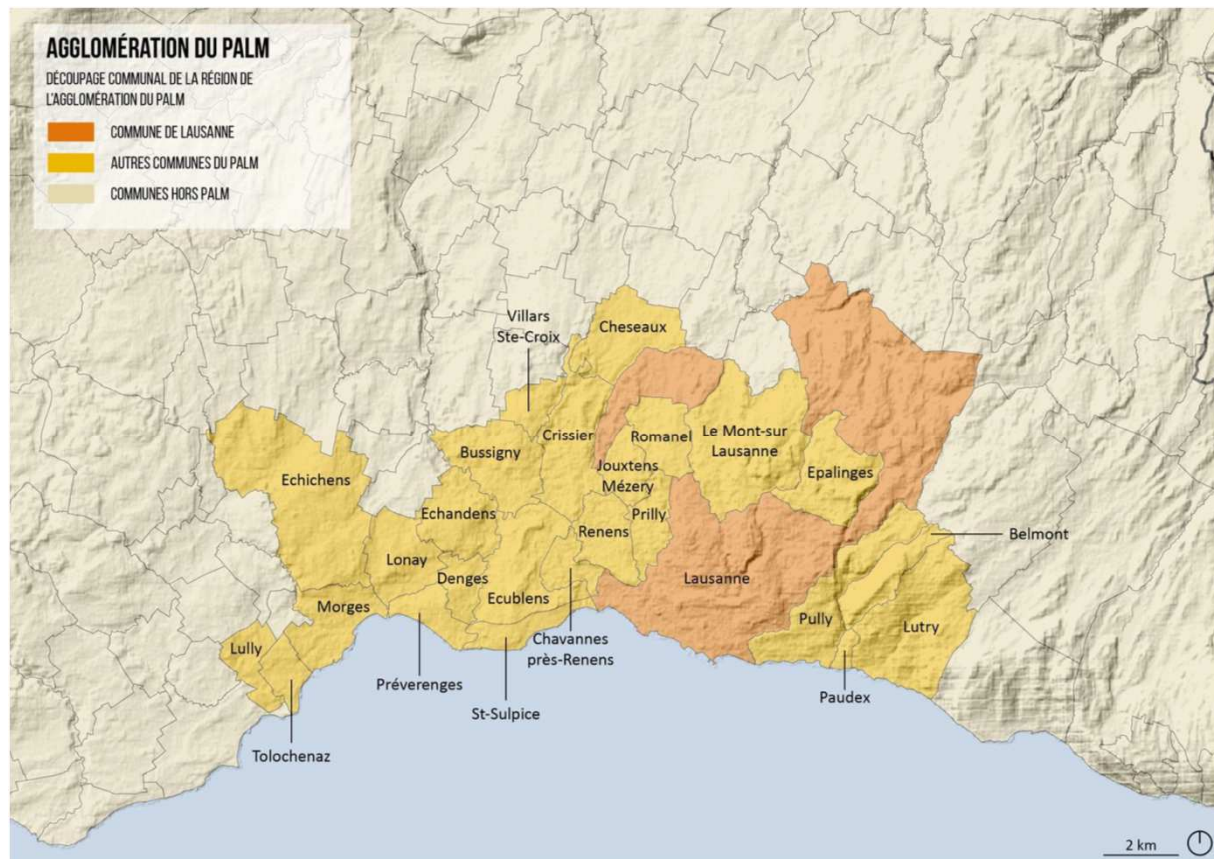 AGGLOMÉRATION DU PALM
DÉCOUPAGE COMMUNAL DE LA RÉGION DE
L'AGGLOMÉRATION DU PALM
COMMUNE DE LAUSANNE
AUTRES COMMUNES DU PALM
COMMUNES HORS PALM
Villars
Ste-Croix
Cheseaux
Crissier
Romanel
Le Mont-sur
Lausanne
Bussigny
Jouxtens
Mézery
Epalinges
Echichens
Echandens
Renens
Prilly
Belmont
Lonay
Denges
Lausanne
Ecublens
Morges
Pully
Lutry
Lully
Chavannes
près-Renens
Préverenges
Paudex
St-Sulpice
Tolochenaz
2 km